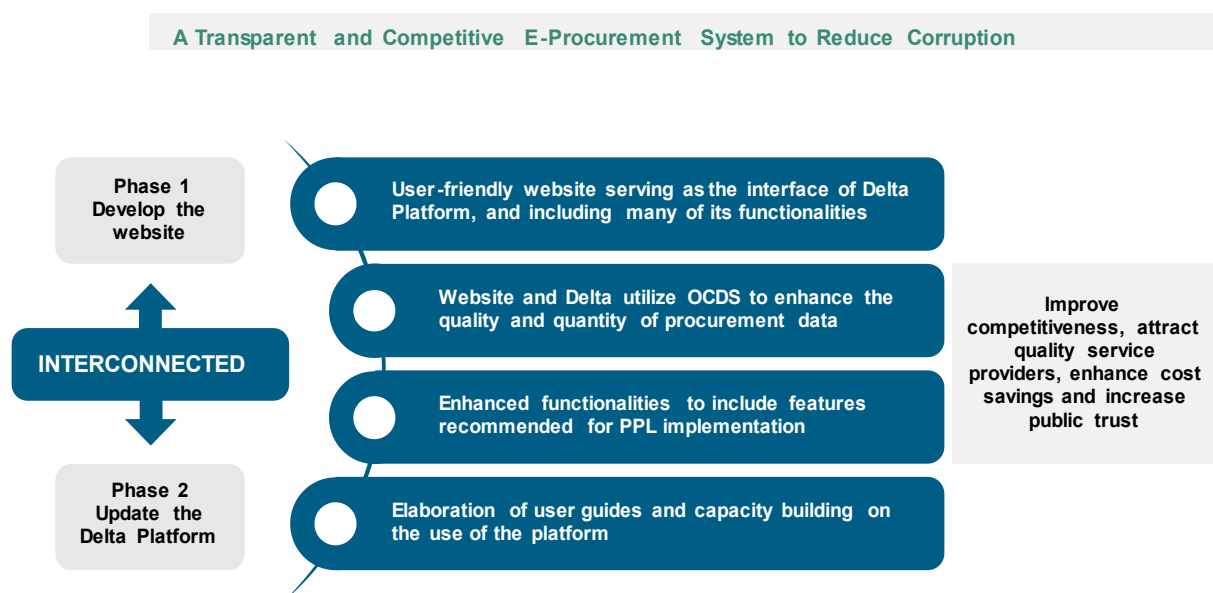 A Transparent and Competitive E-Procurement System to Reduce Corruption
Phase 1
Develop the
website
INTERCONNECTED
Phase 2
Update the
Delta Platform
User-friendly website serving as the interface of Delta
Platform, and including many of its functionalities
Website and Delta utilize OCDS to enhance the
quality and quantity of procurement data
Enhanced functionalities to include features
recommended for PPL implementation
Elaboration of user guides and capacity building on
the use of the platform
Improve
competitiveness, attract
quality service
providers, enhance cost
savings and increase
public trust